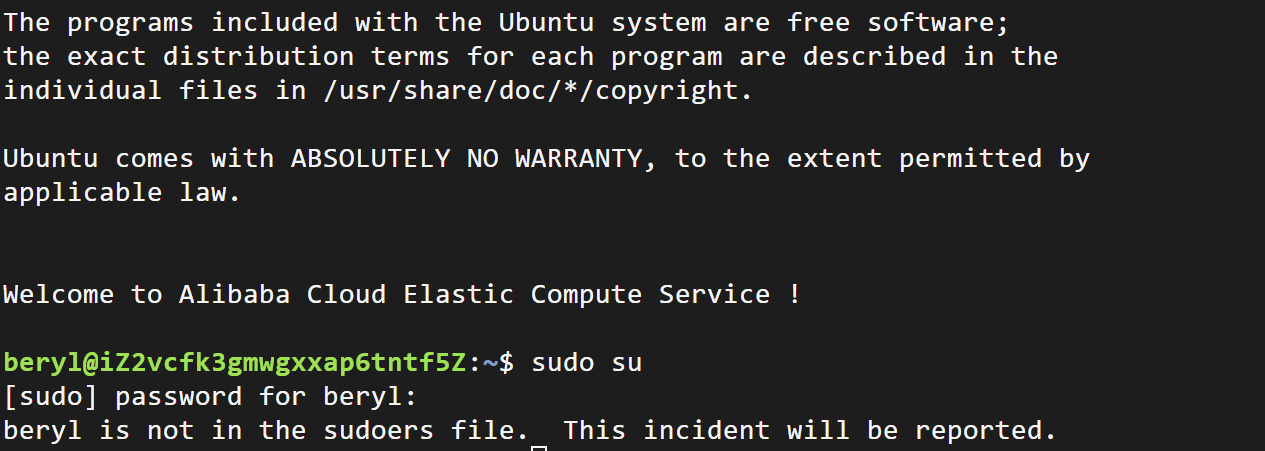 The programs included with the Ubuntu system are free software;
the exact distribution terms for each program are described in the
individual files in /usr/share/doc/*/copyright.
Ubuntu comes with ABSOLUTELY NO WARRANTY, to the extent permitted by
applicable law.
Welcome to Alibaba Cloud Elastic Compute Service !
beryl@iZ2vcfk3gmwgxxap6tntf5Z:~$ sudo su
[sudo] password for beryl:
beryl is not in the sudoers file.  This incident will be reported.